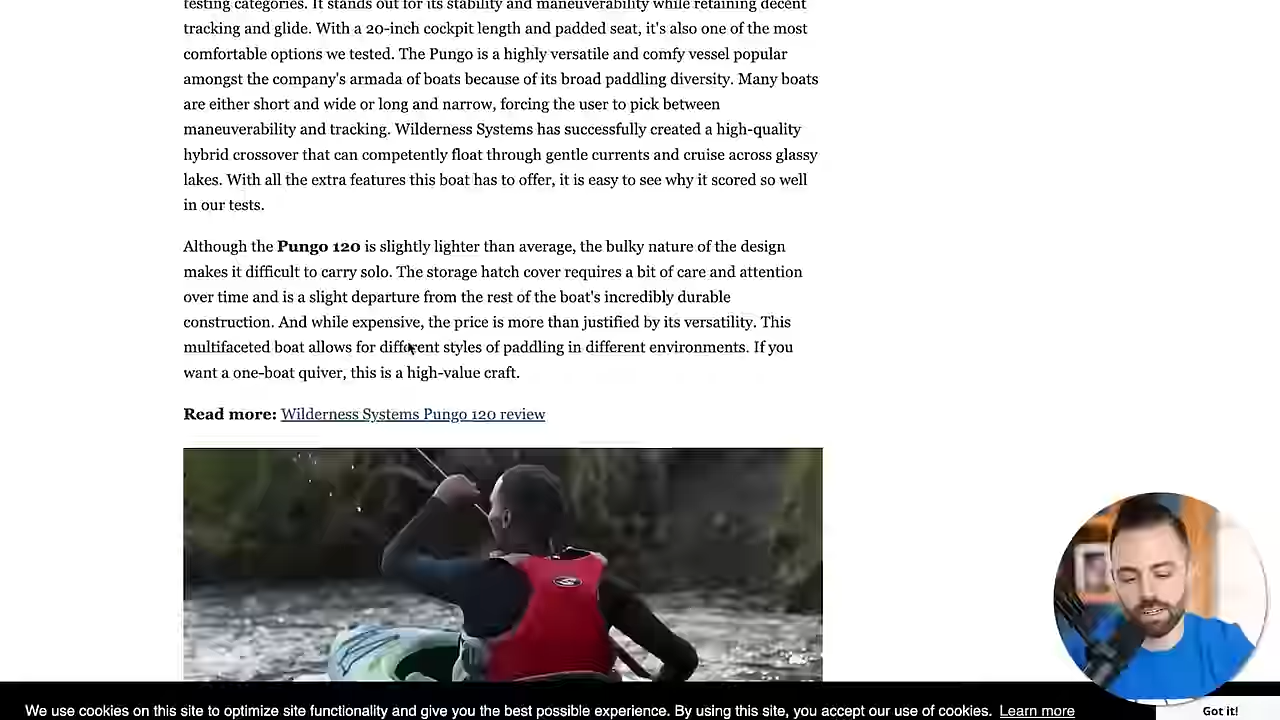 testing categories. It stands out for its stability and maneuverability while retaining decent
tracking and glide. With a 20-inch cockpit length and padded seat, it's also one of the most
comfortable options we tested. The Pungo is a highly versatile and comfy vessel popular
amongst the company's armada of boats because of its broad paddling diversity. Many boats
are either short and wide or long and narrow, forcing the user to pick between
maneuverability and tracking. Wilderness Systems has successfully created a high-quality
hybrid crossover that can competently float through gentle currents and cruise across glassy
lakes. With all the extra features this boat has to offer, it is easy to see why it scored so well
in our tests.
Although the Pungo 120 is slightly lighter than average, the bulky nature of the design
makes it difficult to carry solo. The storage hatch cover requires a bit of care and attention
over time and is a slight departure from the rest of the boat's incredibly durable
construction. And while expensive, the price is more than justified by its versatility. This
multifaceted boat allows for different styles of paddling in different environments. If you
want a one-boat quiver, this is a high-value craft.
Read more: Wilderness Systems Pungo 120 review
We use cookies on this site to optimize site functionality and give you the best possible experience. By using this site, you accept our use of cookies. Learn more
Got it!